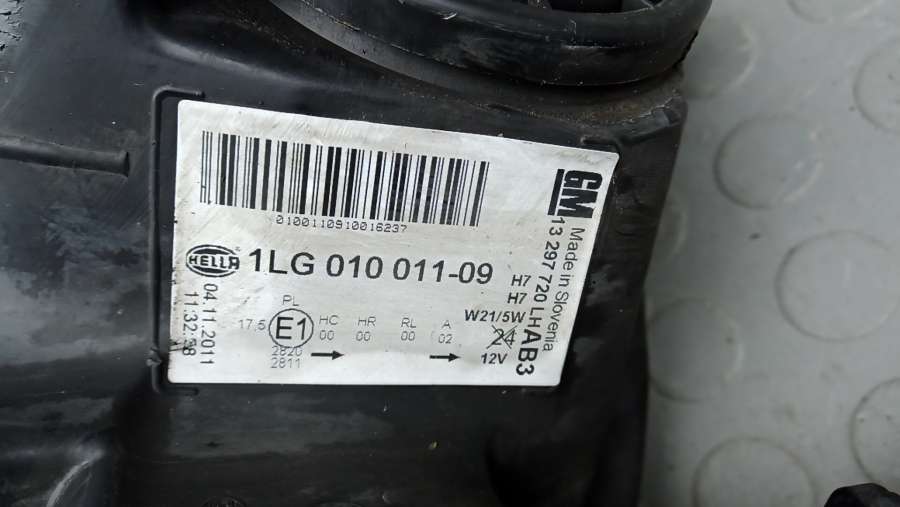 0100110910016237
HELLA
®
1LG 010 011-09
H7
H7
W21/5W
24
12V
04.11.2011
11:32:38
PL
17,5
E1
HC
HR
RL
A
00
00
00
02
2820
2811
GM
Made in Slovenia
13 297 720 LH
AB3